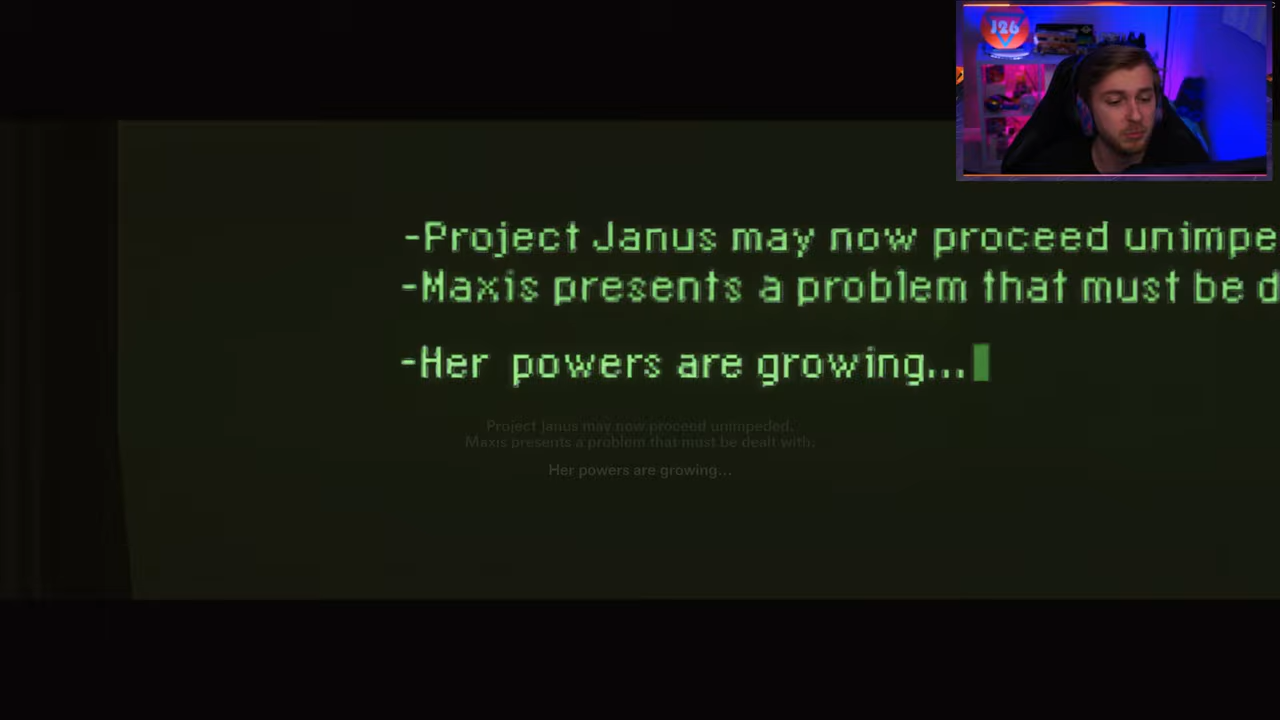 J26
-Project Janus may now proceed unimpe
-Maxis presents a problem that must be d
-Her powers are growing...
Project Janus may now proceed unimpeded.
Maxis presents a problem that must be dealt with.
Her powers are growing...